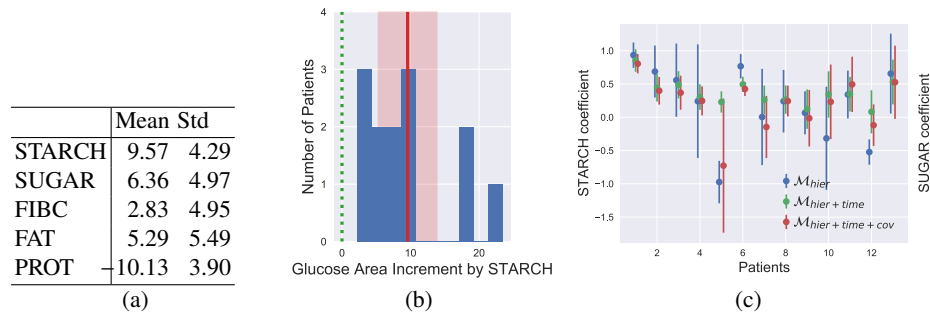 Mean Std
STARCH 9.57 4.29
SUGAR 6.36 4.97
FIBC 2.83 4.95
FAT 5.29 5.49
PROT −10.13 3.90
(a)
4
3
2
1
0
Number of Patients
0 10 20
Glucose Area Increment by STARCH
(b)
STARCH coefficient
1.0
0.5
0.0
−0.5
−1.0
−1.5
M_hier
M_hier+time
M_hier+time+cov
2 4 6 8 10 12
Patients
(c)
SUGAR coefficient